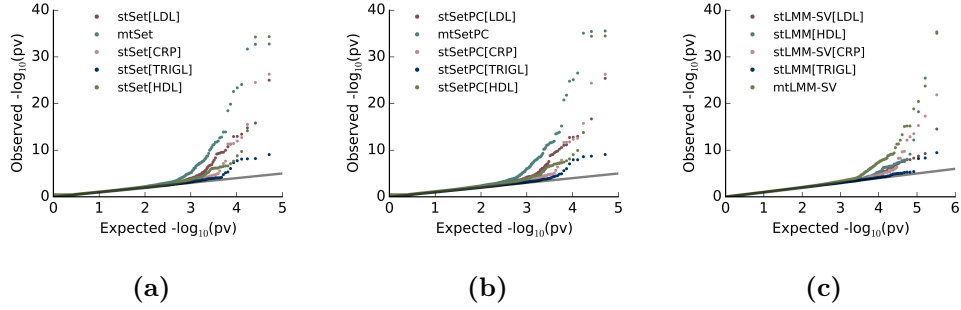 40
30
20
10
0
Observed -log10(pv)
stSet[LDL]
mtSet
stSet[CRP]
stSet[TRIGL]
stSet[HDL]
0 1 2 3 4 5
Expected -log10(pv)
(a)
40
30
20
10
0
Observed -log10(pv)
stSetPC[LDL]
mtSetPC
stSetPC[CRP]
stSetPC[TRIGL]
stSetPC[HDL]
0 1 2 3 4 5
Expected -log10(pv)
(b)
40
30
20
10
0
Observed -log10(pv)
stLMM-SV[LDL]
stLMM[HDL]
stLMM-SV[CRP]
stLMM[TRIGL]
mtLMM-SV
0 1 2 3 4 5 6
Expected -log10(pv)
(c)